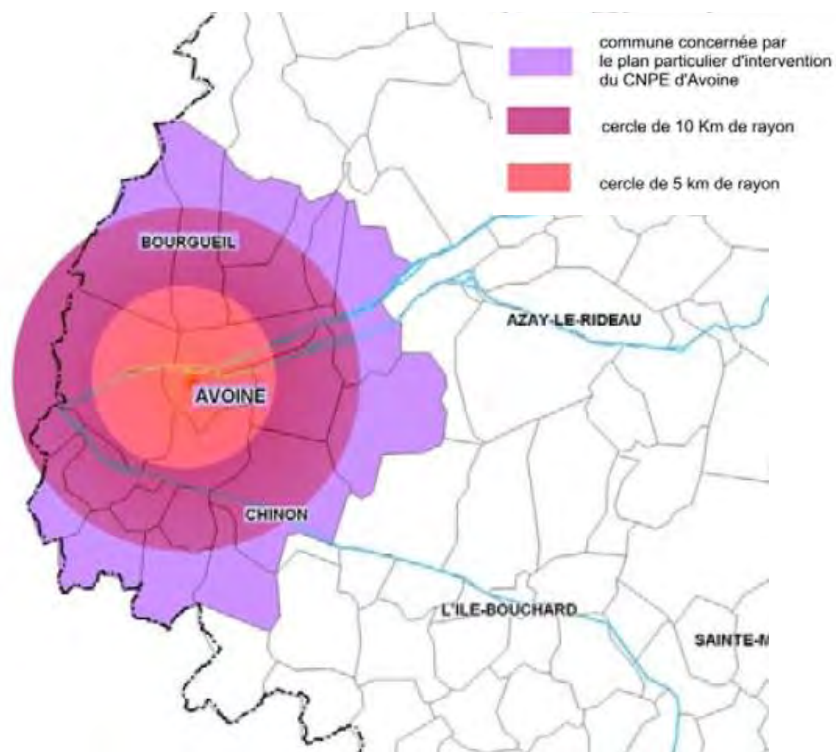 commune concernée par
le plan particulier d'intervention
du CNPE d'Avoine
cercle de 10 Km de rayon
cercle de 5 km de rayon
BOURGUEIL
AZAY-LE-RIDEAU
AVOINE
CHINON
L'ILE-BOUCHARD
SAINTE-M